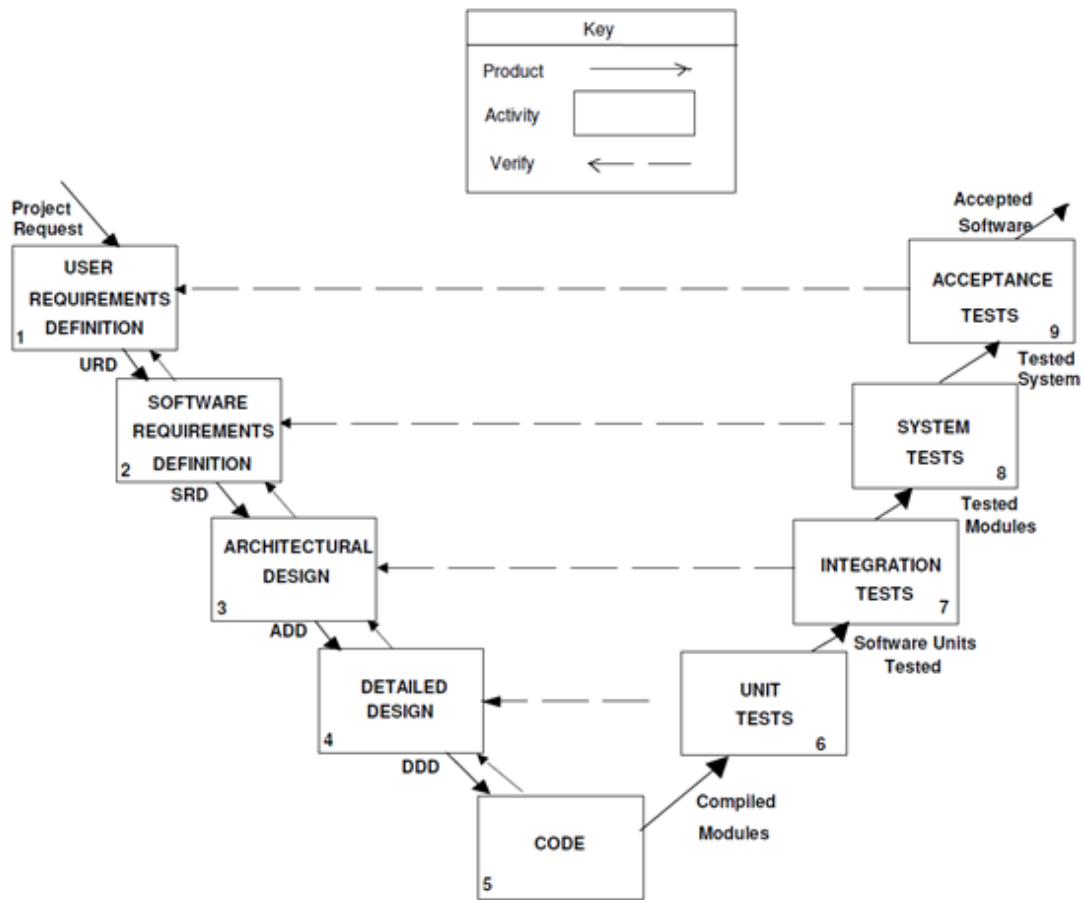 Key
Product
Activity
Verify
Project
Request
USER
REQUIREMENTS
DEFINITION
1
URD
SOFTWARE
REQUIREMENTS
DEFINITION
2
SRD
ARCHITECTURAL
DESIGN
3
ADD
DETAILED
DESIGN
4
DDD
CODE
5
Compiled
Modules
UNIT
TESTS
6
Software Units
Tested
INTEGRATION
TESTS
7
Tested
Modules
SYSTEM
TESTS
8
Tested
System
ACCEPTANCE
TESTS
9
Accepted
Software